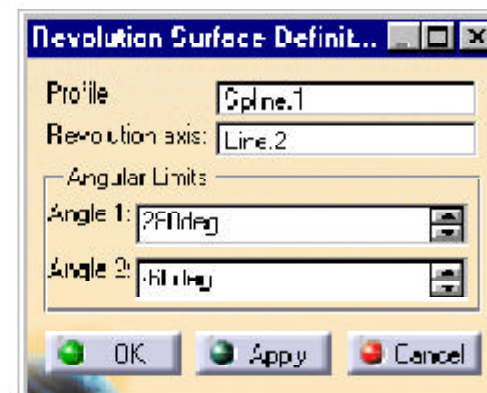 Revolution Surface Definit...
Profile Spline.1
Revolution axis: Line.2
Angular Limits
Angle 1: 280deg
Angle 2:
OK Apply Cancel